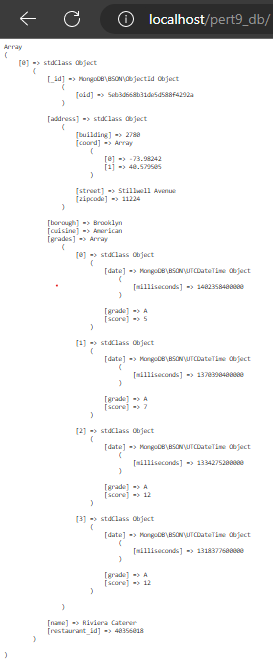 localhost/pert9_db/
Array
(
[0] => stdClass Object
(
[_id] => MongoDB\BSON\ObjectId Object
(
[oid] => 5eb3d668b31de5d588f4292a
)
[address] => stdClass Object
(
[building] => 2780
[coord] => Array
(
[0] => -73.98242
[1] => 40.579505
)
[street] => Stillwell Avenue
[zipcode] => 11224
)
[borough] => Brooklyn
[cuisine] => American
[grades] => Array
(
[0] => stdClass Object
(
[date] => MongoDB\BSON\UTCDateTime Object
(
[milliseconds] => 1402358400000
)
[grade] => A
[score] => 5
)
[1] => stdClass Object
(
[date] => MongoDB\BSON\UTCDateTime Object
(
[milliseconds] => 1370390400000
)
[grade] => A
[score] => 7
)
[2] => stdClass Object
(
[date] => MongoDB\BSON\UTCDateTime Object
(
[milliseconds] => 1334275200000
)
[grade] => A
[score] => 12
)
[3] => stdClass Object
(
[date] => MongoDB\BSON\UTCDateTime Object
(
[milliseconds] => 1318377600000
)
[grade] => A
[score] => 12
)
)
[name] => Riviera Caterer
[restaurant_id] => 40356018
)
)